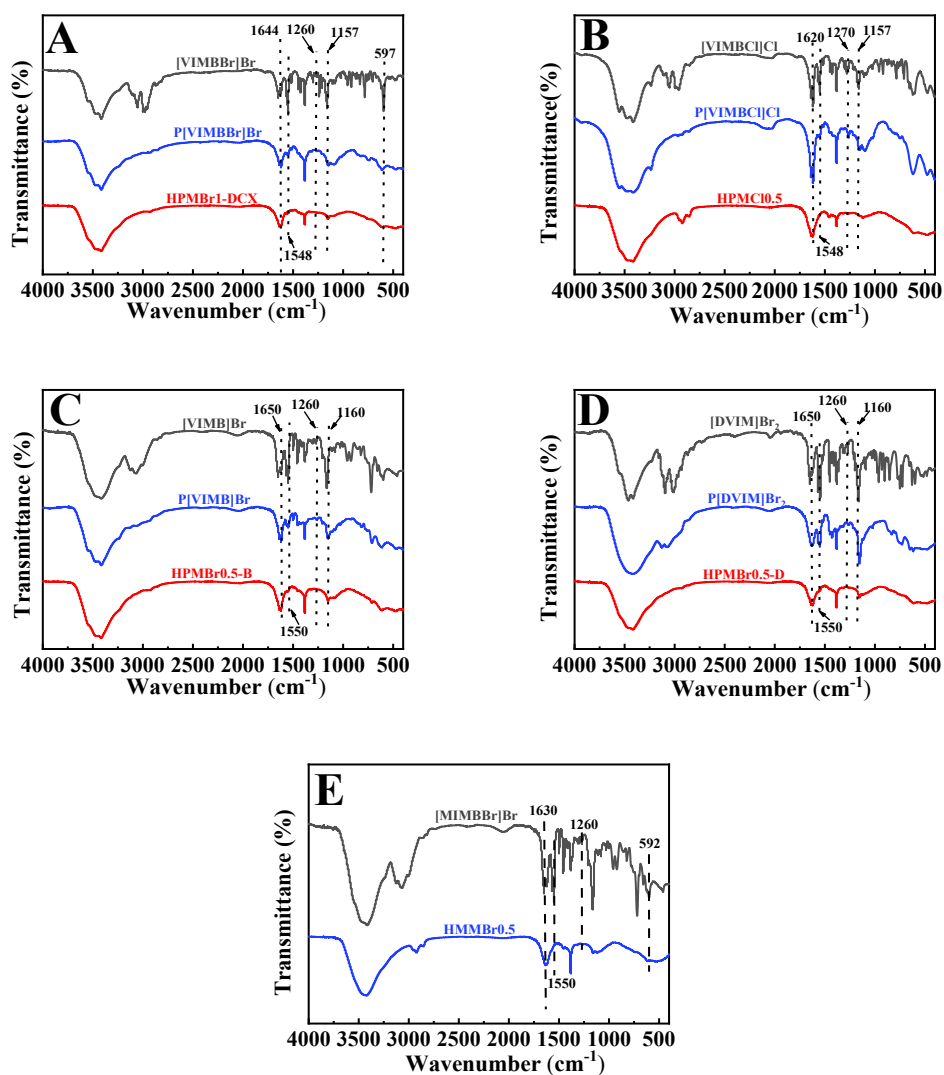 A
1644
1260
1157
597
[VIMBBr]Br
P[VIMBBr]Br
HPMBr1-DCX
1548
Transmittance (%)
4000 3500 3000 2500 2000 1500 1000 500
Wavenumber (cm⁻¹)
B
1620
1270
1157
[VIMBCl]Cl
P[VIMBCl]Cl
HPMCl0.5
1548
Transmittance(%)
4000 3500 3000 2500 2000 1500 1000 500
Wavenumber (cm⁻¹)
C
1650
1260
1160
[VIMB]Br
P[VIMB]Br
HPMBr0.5-B
1550
Transmittance (%)
4000 3500 3000 2500 2000 1500 1000 500
Wavenumber (cm⁻¹)
D
1650
1260
1160
[DVIM]Br₂
P[DVIM]Br₂
HPMBr0.5-D
1550
Transmittance (%)
4000 3500 3000 2500 2000 1500 1000 500
Wavenumber (cm⁻¹)
E
1630
1260
592
[MIMBBr]Br
HMMBr0.5
1550
Transmittance (%)
4000 3500 3000 2500 2000 1500 1000 500
Wavenumber (cm⁻¹)